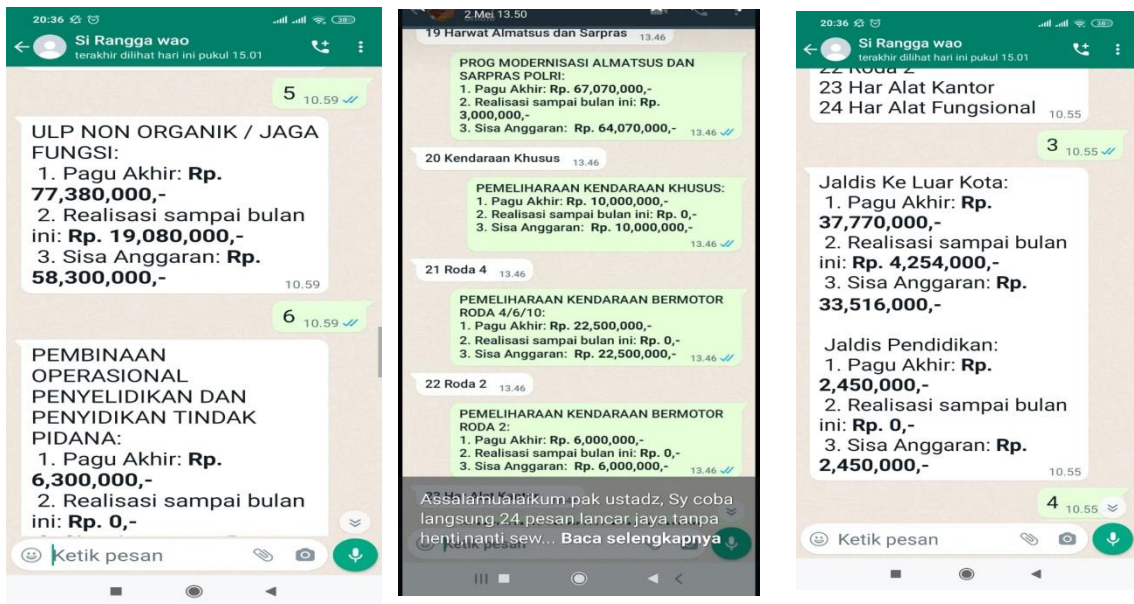 20:36
38
Si Rangga wao
terakhir dilihat hari ini pukul 15.01
5 10.59
ULP NON ORGANIK / JAGA
FUNGSI:
1. Pagu Akhir: Rp.
77,380,000,-
2. Realisasi sampai bulan
ini: Rp. 19,080,000,-
3. Sisa Anggaran: Rp.
58,300,000,-
10.59
6 10.59
PEMBINAAN
OPERASIONAL
PENYELIDIKAN DAN
PENYIDIKAN TINDAK
PIDANA:
1. Pagu Akhir: Rp.
6,300,000,-
2. Realisasi sampai bulan
ini: Rp. 0,-
Ketik pesan
2 Mei 13.50
19 Harwat Almatsus dan Sarpras 13.46
PROG MODERNISASI ALMATSUS DAN
SARPRAS POLRI:
1. Pagu Akhir: Rp. 67,070,000,-
2. Realisasi sampai bulan ini: Rp.
3,000,000,-
3. Sisa Anggaran: Rp. 64,070,000,- 13.46
20 Kendaraan Khusus 13.46
PEMELIHARAAN KENDARAAN KHUSUS:
1. Pagu Akhir: Rp. 10,000,000,-
2. Realisasi sampai bulan ini: Rp. 0,-
3. Sisa Anggaran: Rp. 10,000,000,-
13.46
21 Roda 4 13.46
PEMELIHARAAN KENDARAAN BERMOTOR
RODA 4/6/10:
1. Pagu Akhir: Rp. 22,500,000,-
2. Realisasi sampai bulan ini: Rp. 0,-
3. Sisa Anggaran: Rp. 22,500,000,- 13.46
22 Roda 2 13.46
PEMELIHARAAN KENDARAAN BERMOTOR
RODA 2:
1. Pagu Akhir: Rp. 6,000,000,-
2. Realisasi sampai bulan ini: Rp. 0,-
3. Sisa Anggaran: Rp. 6,000,000,- 13.46
Assalamualaikum pak ustadz, Sy coba
langsung 24 pesan lancar jaya tanpa
henti,nanti sew... Baca selengkapnya
Ketik pesan
20:36
38
Si Rangga wao
terakhir dilihat hari ini pukul 15.01
22 Roda 2
23 Har Alat Kantor
24 Har Alat Fungsional 10.55
3 10.55
Jaldis Ke Luar Kota:
1. Pagu Akhir: Rp.
37,770,000,-
2. Realisasi sampai bulan
ini: Rp. 4,254,000,-
3. Sisa Anggaran: Rp.
33,516,000,-
Jaldis Pendidikan:
1. Pagu Akhir: Rp.
2,450,000,-
2. Realisasi sampai bulan
ini: Rp. 0,-
3. Sisa Anggaran: Rp.
2,450,000,-
10.55
4 10.55
Ketik pesan